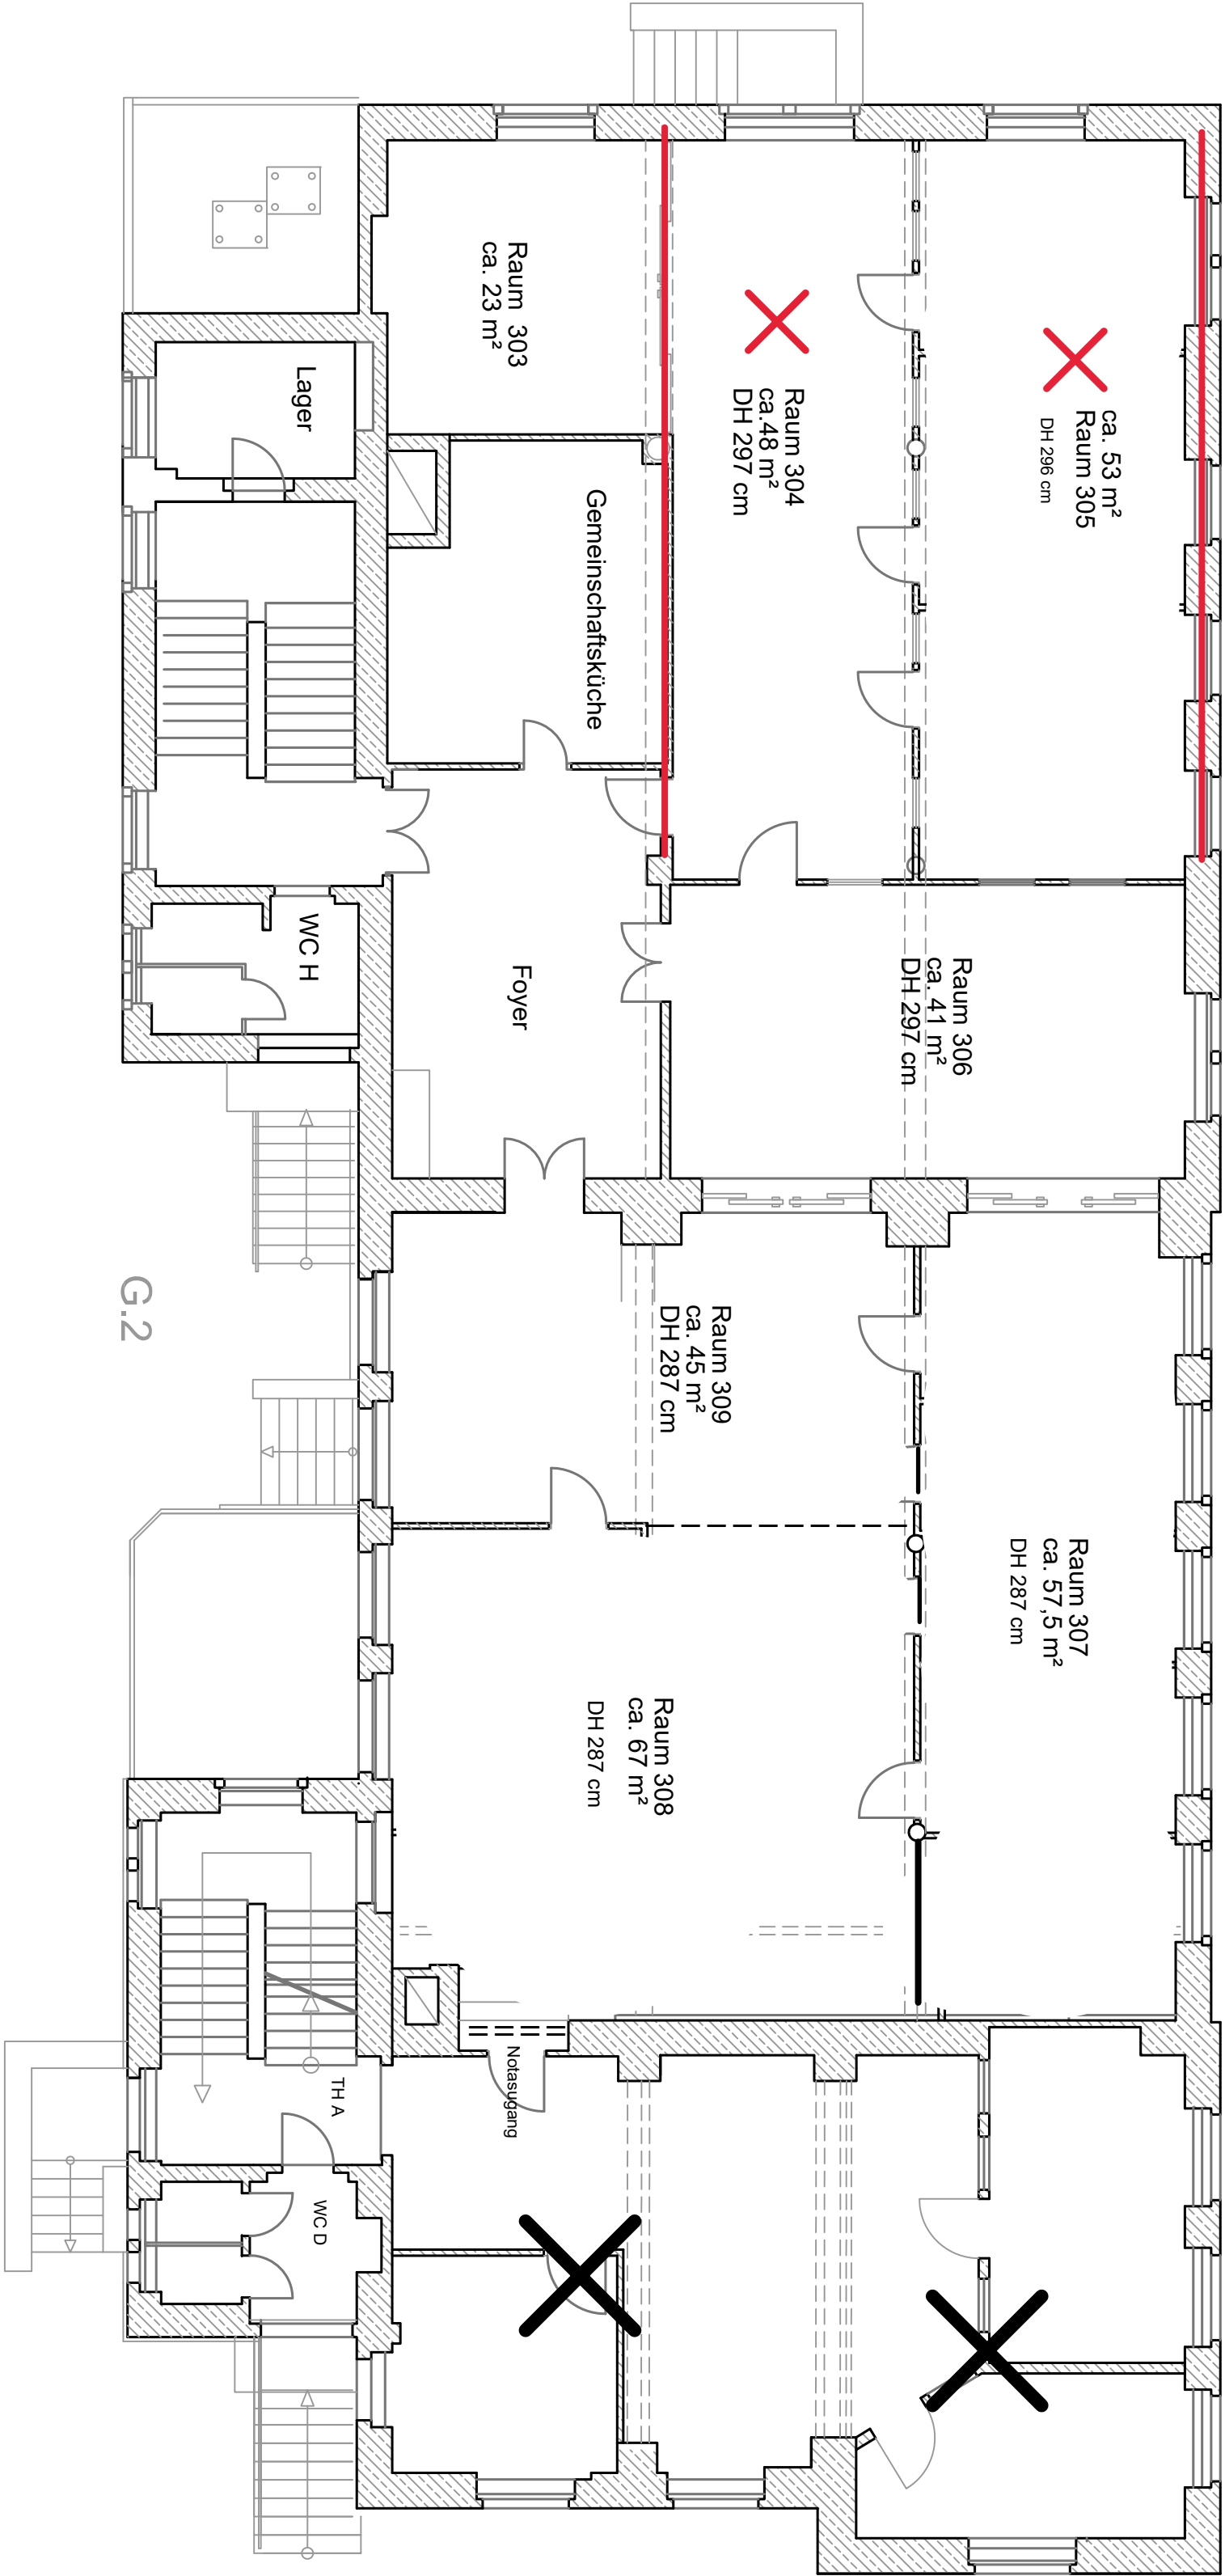 Raum 303
ca. 23 m²
Lager
Raum 304
ca.48 m²
DH 297 cm
ca. 53 m²
Raum 305
DH 296 cm
Gemeinschaftsküche
WC H
Foyer
Raum 306
ca. 41 m²
DH 297 cm
G.2
Raum 309
ca. 45 m²
DH 287 cm
Raum 307
ca. 57,5 m²
DH 287 cm
Raum 308
ca. 67 m²
DH 287 cm
Notasugang
TH A
WC D